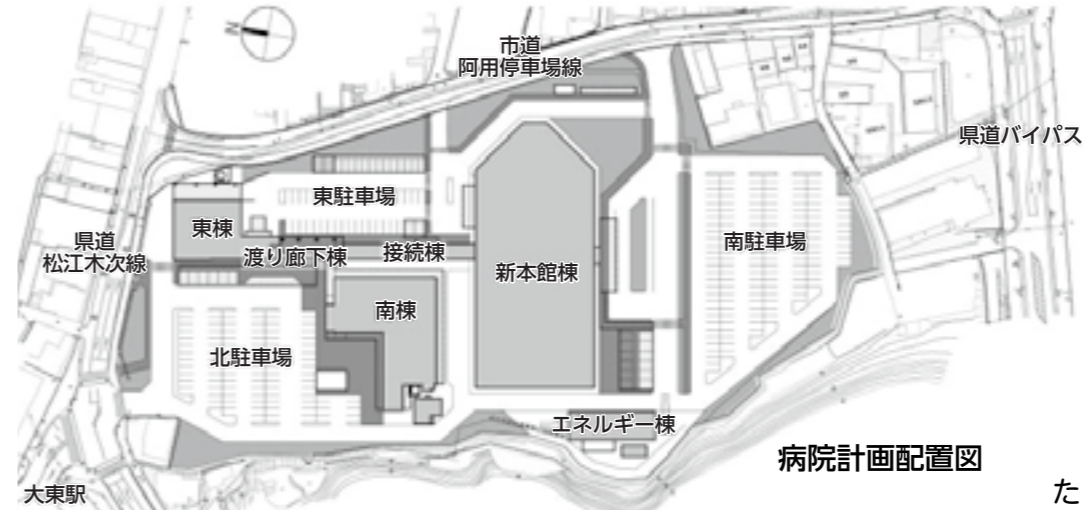 市道
阿用停車場線
県道バイパス
東駐車場
東棟
県道
松江木次線
渡り廊下棟
接続棟
南駐車場
新本館棟
南棟
北駐車場
エネルギー棟
病院計画配置図
大東駅
た